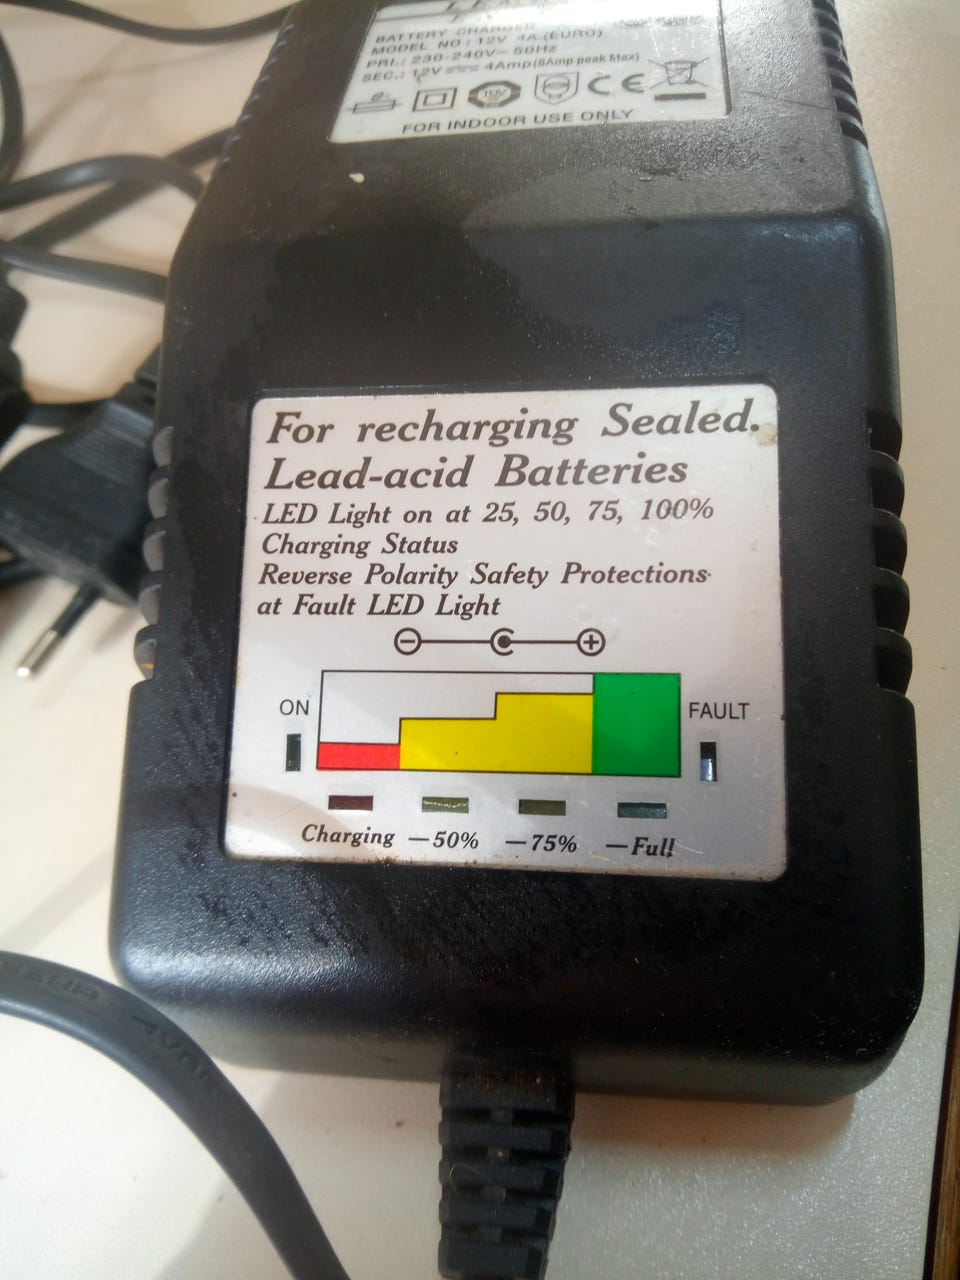 BATTERY CHARGER
MODEL NO: 12V 4A (EURO)
PRI.: 230-240V~ 50Hz
SEC.: 12V 4Amp(8Amp peak Max)
CE
FOR INDOOR USE ONLY
For recharging Sealed.
Lead-acid Batteries
LED Light on at 25, 50, 75, 100%
Charging Status
Reverse Polarity Safety Protections
at Fault LED Light
ON
FAULT
Charging —50% —75% —Full